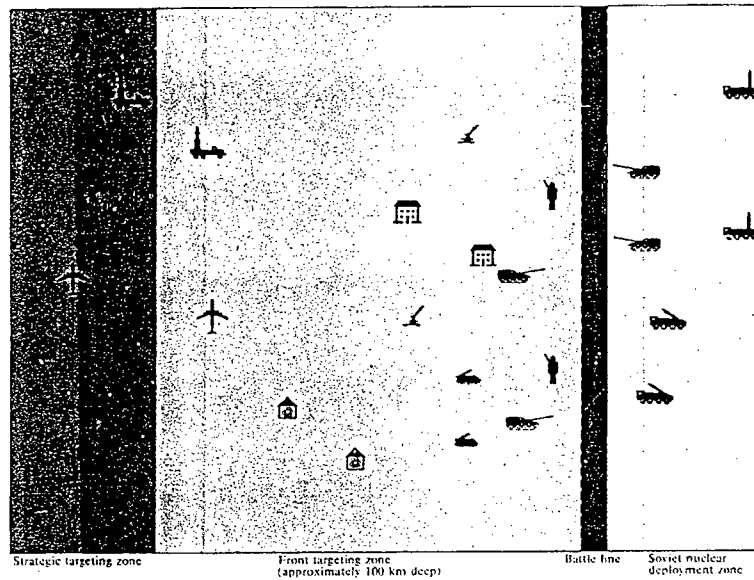 Strategic targeting zone
Front targeting zone
(approximately 100 km deep)
Battle line
Soviet nuclear
deployment zone